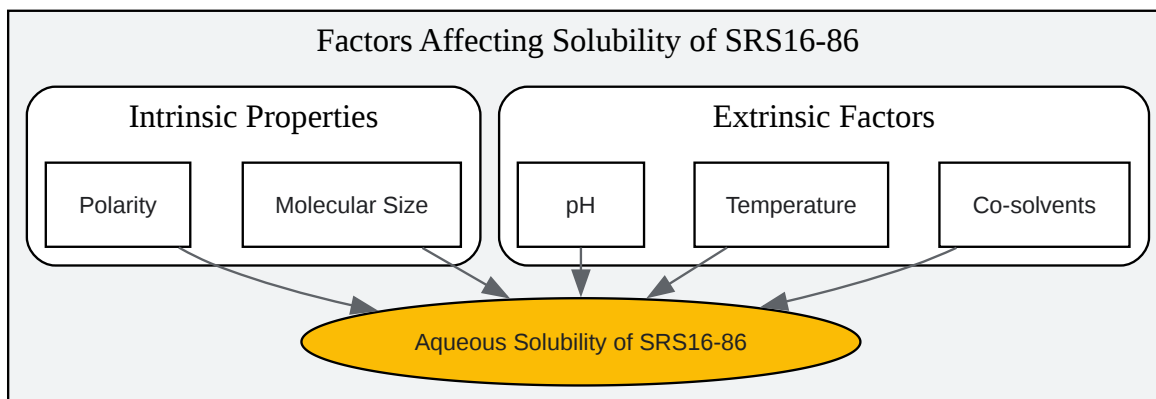 Factors Affecting Solubility of SRS16-86
Intrinsic Properties
Extrinsic Factors
Polarity
Molecular Size
pH
Temperature
Co-solvents
Aqueous Solubility of SRS16-86